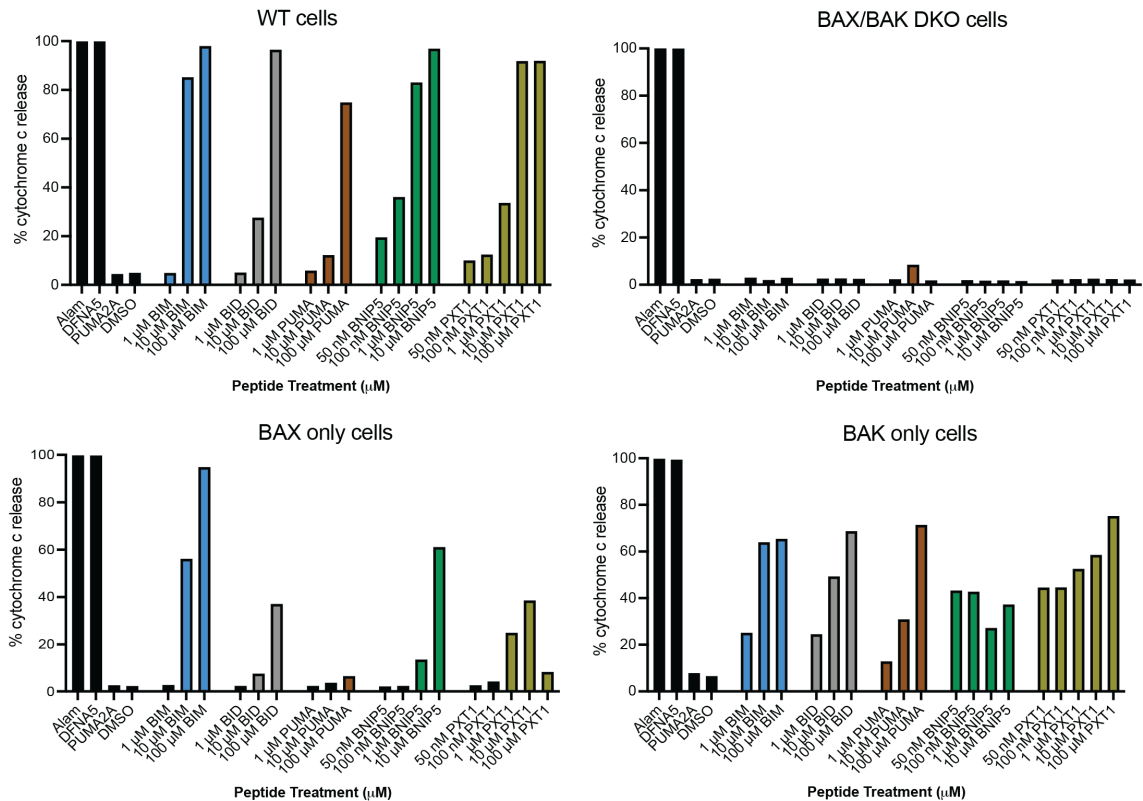 WT cells
% cytochrome c release
100
80
60
40
20
0
Alam
DFNA5
PUMA2A
DMSO
1 µM BIM
10 µM BIM
100 µM BIM
1 µM BID
10 µM BID
100 µM BID
1 µM PUMA
10 µM PUMA
100 µM PUMA
50 nM BNIP5
100 nM BNIP5
1 µM BNIP5
10 µM BNIP5
50 nM PXT1
100 nM PXT1
1 µM PXT1
10 µM PXT1
100 µM PXT1
Peptide Treatment (µM)
BAX/BAK DKO cells
% cytochrome c release
100
80
60
40
20
0
Alam
DFNA5
PUMA2A
DMSO
1 µM BIM
10 µM BIM
100 µM BIM
1 µM BID
10 µM BID
100 µM BID
1 µM PUMA
10 µM PUMA
100 µM PUMA
50 nM BNIP5
100 nM BNIP5
1 µM BNIP5
10 µM BNIP5
50 nM PXT1
100 nM PXT1
1 µM PXT1
10 µM PXT1
100 µM PXT1
Peptide Treatment (µM)
BAX only cells
% cytochrome c release
100
80
60
40
20
0
Alam
DFNA5
PUMA2A
DMSO
1 µM BIM
10 µM BIM
100 µM BIM
1 µM BID
10 µM BID
100 µM BID
1 µM PUMA
10 µM PUMA
100 µM PUMA
50 nM BNIP5
100 nM BNIP5
1 µM BNIP5
10 µM BNIP5
50 nM PXT1
100 nM PXT1
1 µM PXT1
10 µM PXT1
100 µM PXT1
Peptide Treatment (µM)
BAK only cells
% cytochrome c release
100
80
60
40
20
0
Alam
DFNA5
PUMA2A
DMSO
1 µM BIM
10 µM BIM
100 µM BIM
1 µM BID
10 µM BID
100 µM BID
1 µM PUMA
10 µM PUMA
100 µM PUMA
50 nM BNIP5
100 nM BNIP5
1 µM BNIP5
10 µM BNIP5
50 nM PXT1
100 nM PXT1
1 µM PXT1
10 µM PXT1
100 µM PXT1
Peptide Treatment (µM)